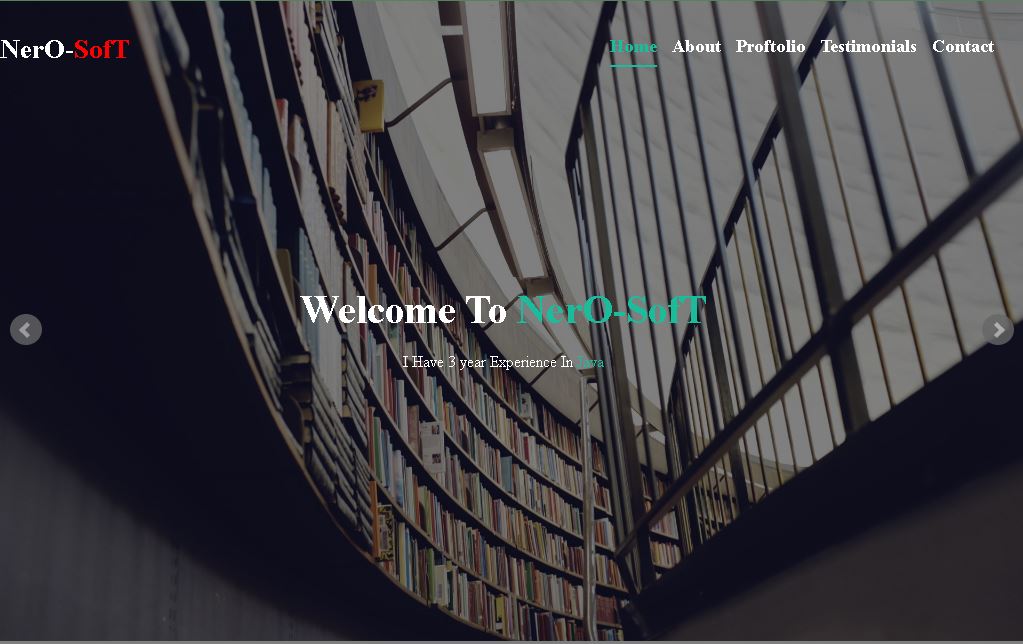 NerO-SofT
Home About Proftolio Testimonials Contact
Welcome To NerO-SofT
I Have 3 year Experience In Java